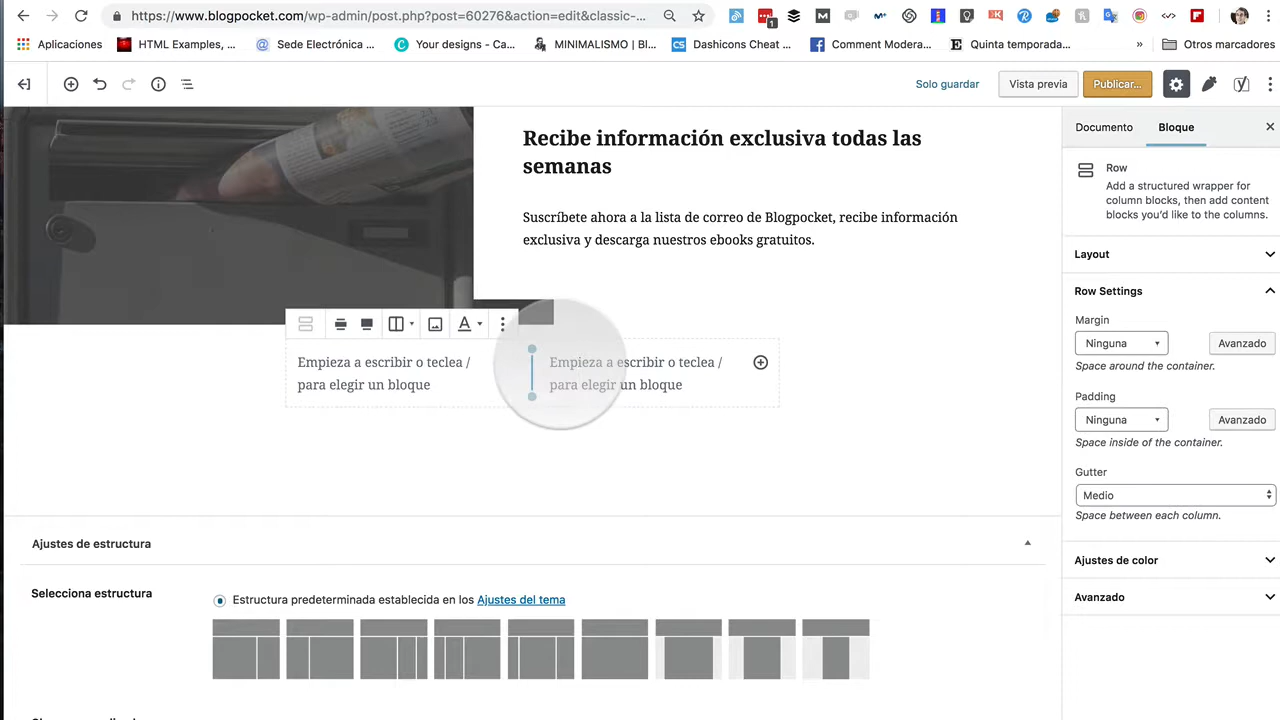 https://www.blogpocket.com/wp-admin/post.php?post=60276&action=edit&classic-...
1
Aplicaciones
HTML Examples, ...
Sede Electrónica ...
Your designs - Ca...
MINIMALISMO | Bl...
CS
Dashicons Cheat ...
Comment Modera...
Quinta temporada...
»
Otros marcadores
Solo guardar
Vista previa
Publicar...
Recibe información exclusiva todas las
semanas
Suscríbete ahora a la lista de correo de Blogpocket, recibe información
exclusiva y descarga nuestros ebooks gratuitos.
A
Empieza a escribir o teclea /
para elegir un bloque
Empieza a escribir o teclea /
para elegir un bloque
Documento
Bloque
Row
Add a structured wrapper for
column blocks, then add content
blocks you'd like to the columns.
Layout
Row Settings
Margin
Ninguna
Avanzado
Space around the container.
Padding
Ninguna
Avanzado
Space inside of the container.
Gutter
Medio
Space between each column.
Ajustes de color
Avanzado
Ajustes de estructura
Selecciona estructura
Estructura predeterminada establecida en los Ajustes del tema